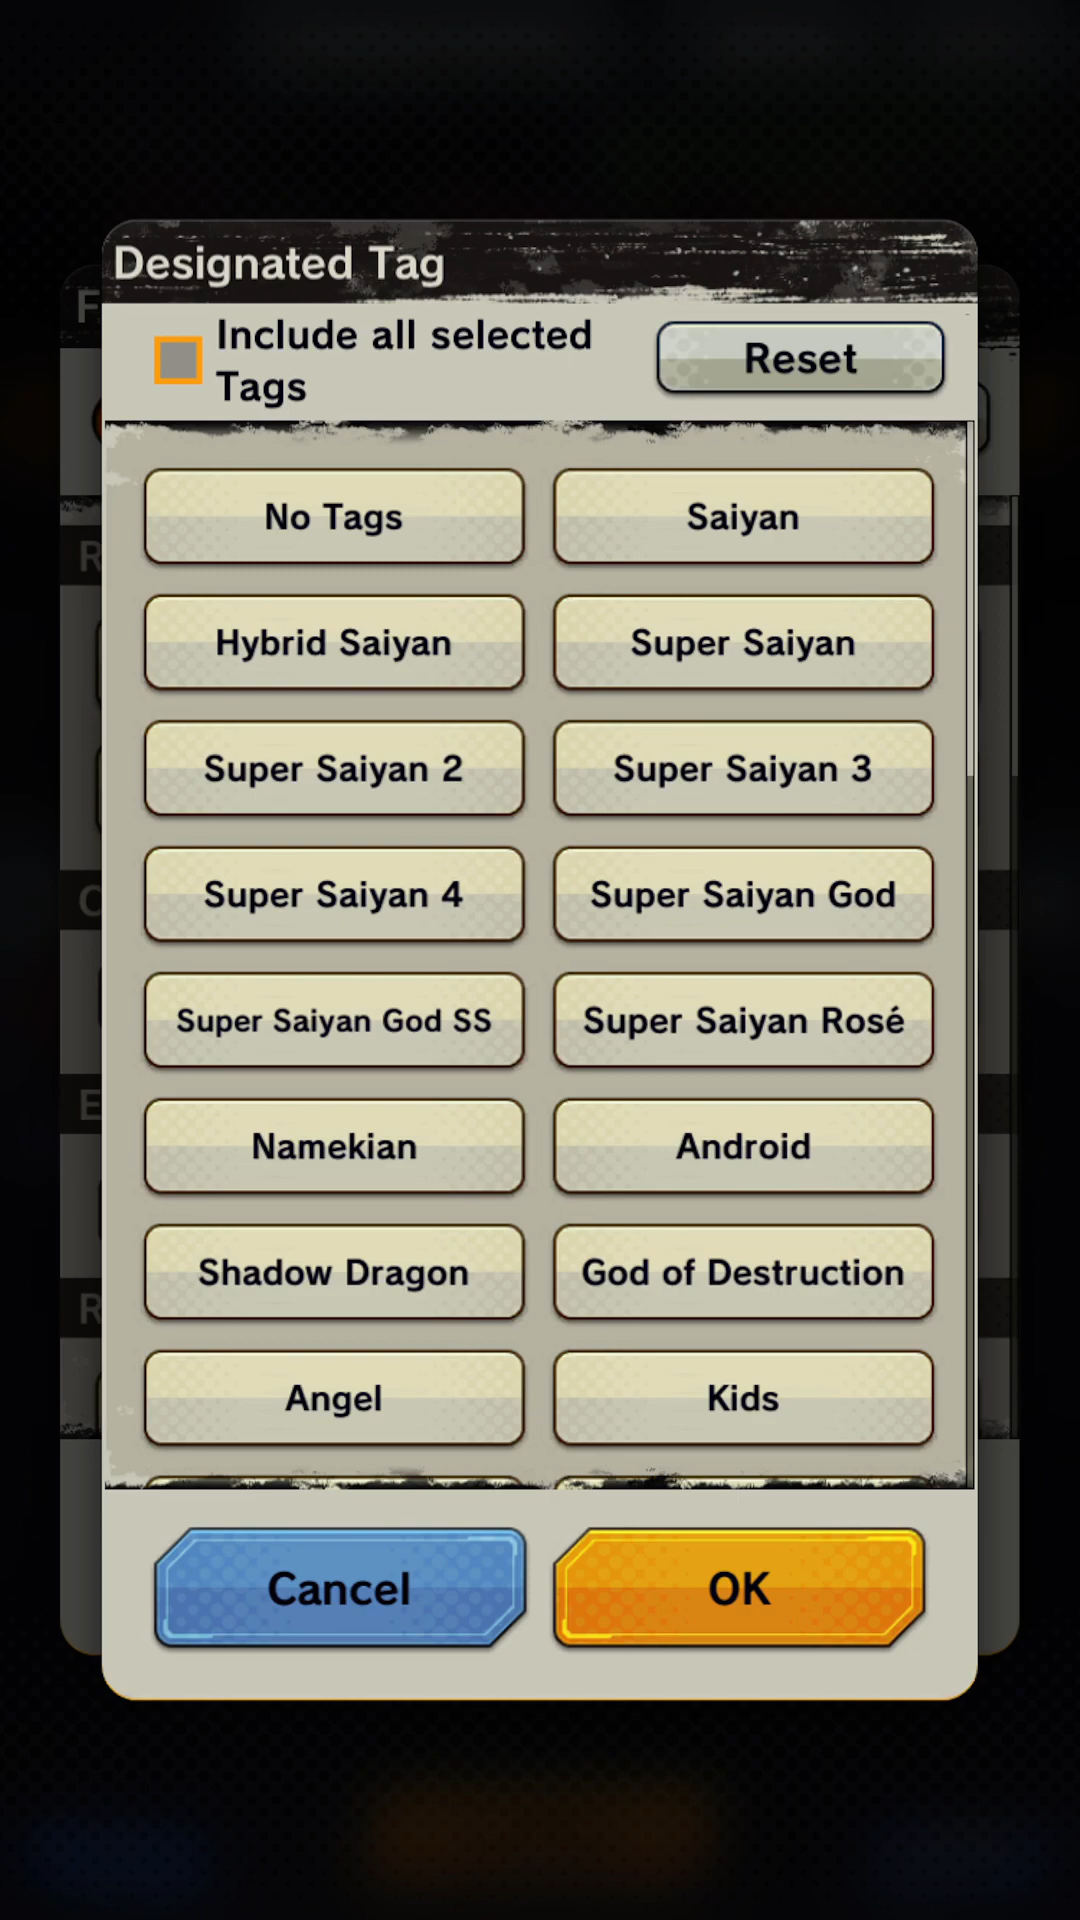 Designated Tag
Include all selected
Tags
Reset
No Tags
Saiyan
Hybrid Saiyan
Super Saiyan
Super Saiyan 2
Super Saiyan 3
Super Saiyan 4
Super Saiyan God
Super Saiyan God SS
Super Saiyan Rosé
Namekian
Android
Shadow Dragon
God of Destruction
Angel
Kids
Cancel
OK